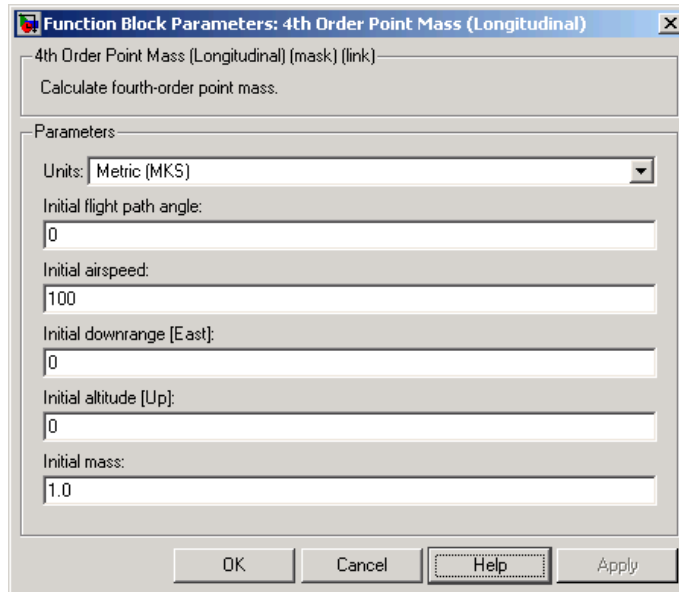 Function Block Parameters: 4th Order Point Mass (Longitudinal)
4th Order Point Mass (Longitudinal) (mask) (link)
Calculate fourth-order point mass.
Parameters
Units: Metric (MKS)
Initial flight path angle:
0
Initial airspeed:
100
Initial downrange [East]:
0
Initial altitude [Up]:
0
Initial mass:
1.0
OK Cancel Help Apply